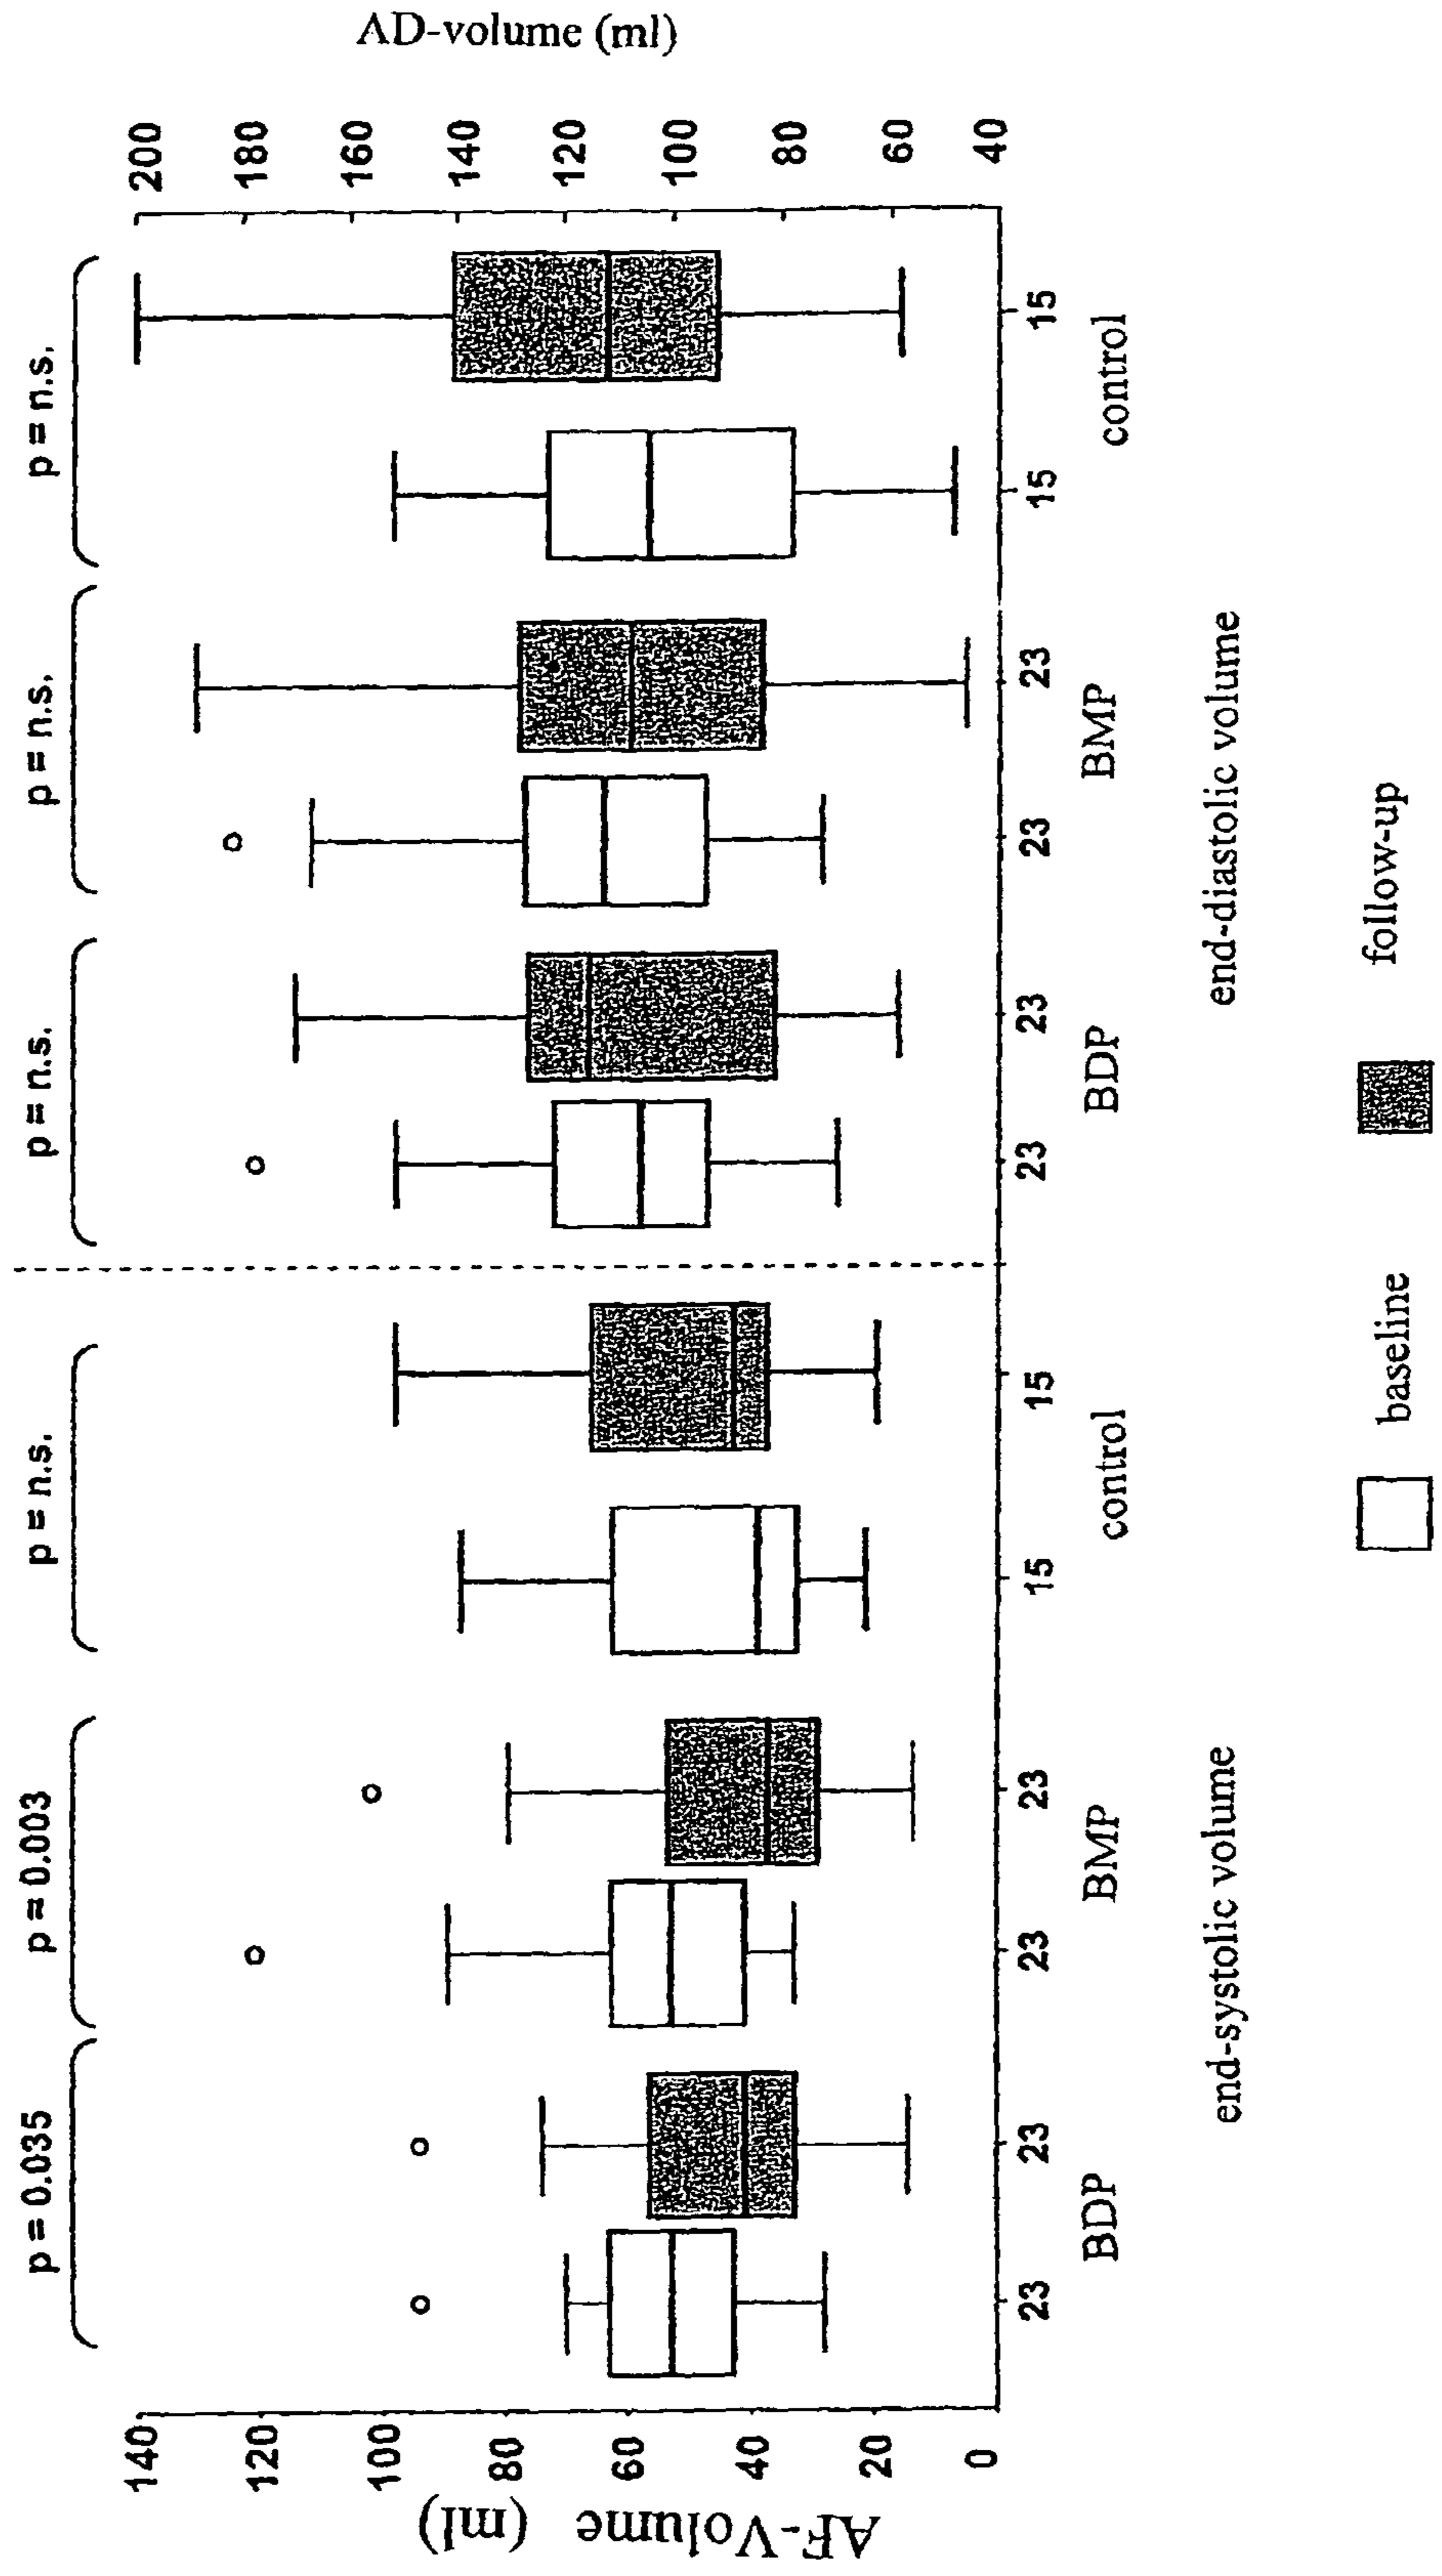 p = 0.035
p = 0.003
p = n.s.
p = n.s.
p = n.s.
p = n.s.
AF-Volume (ml)
140
120
100
80
60
40
20
0
AD-volume (ml)
200
180
160
140
120
100
80
60
40
23 23 23 23 15 15 23 23 23 23 15 15
BDP BMP control BDP BMP control
end-systolic volume end-diastolic volume
baseline follow-up